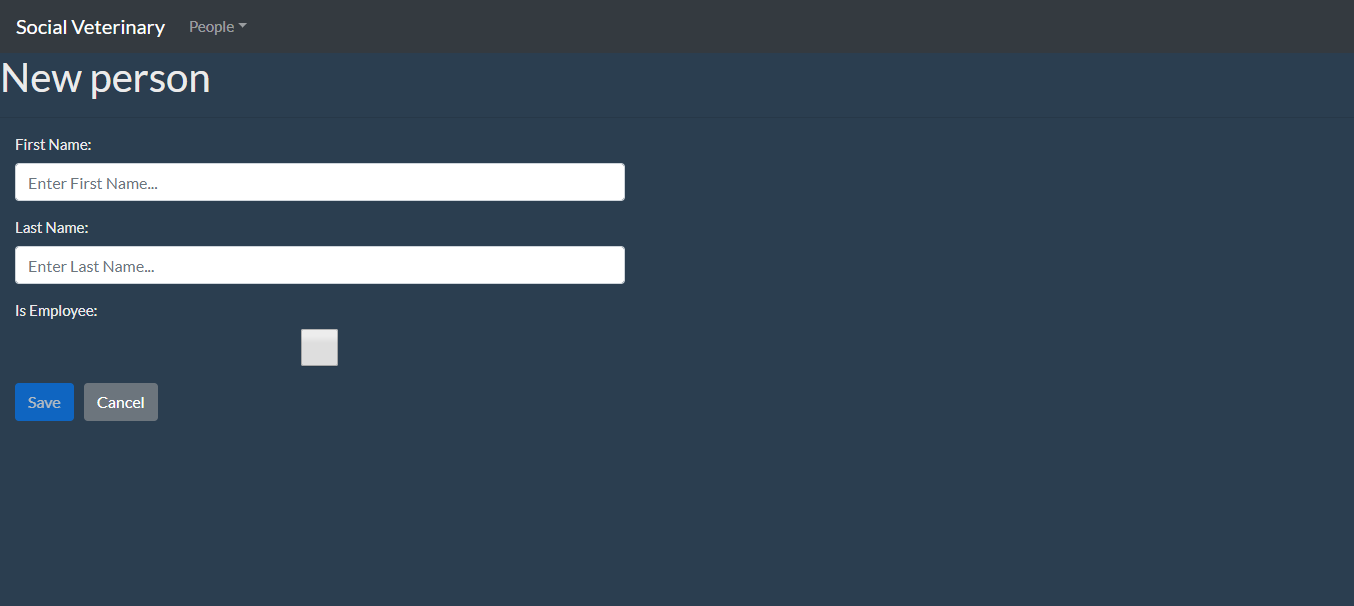 Social Veterinary People
New person
First Name:
Enter First Name...
Last Name:
Enter Last Name...
Is Employee:
Save Cancel